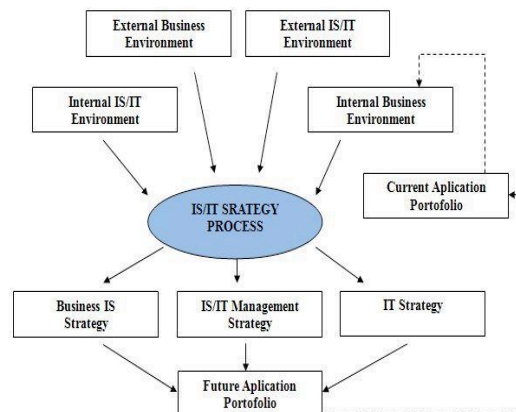 External Business
Environment
External IS/IT
Environment
Internal IS/IT
Environment
Internal Business
Environment
Current Aplication
Portofolio
IS/IT SRATEGY
PROCESS
Business IS
Strategy
IS/IT Management
Strategy
IT Strategy
Future Aplication
Portofolio